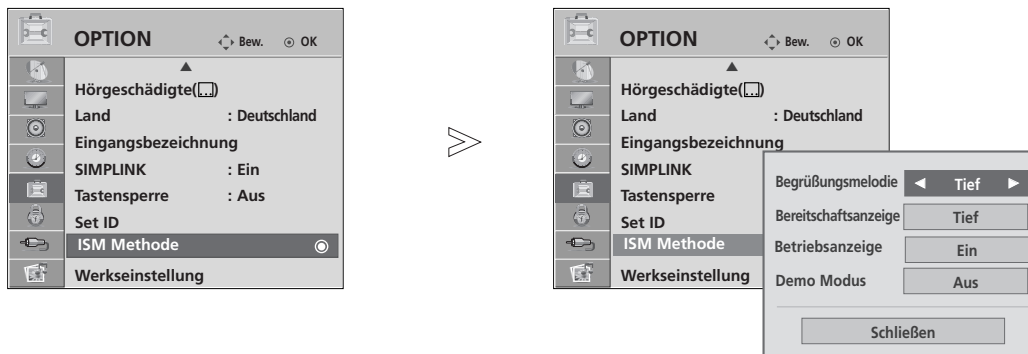 OPTION Bew. OK
Hörgeschädigte( )
Land : Deutschland
Eingangsbezeichnung
SIMPLINK : Ein
Tastensperre : Aus
Set ID
ISM Methode
Werkseinstellung
OPTION Bew. OK
Hörgeschädigte( )
Land : Deutschland
Eingangsbezeichnung
SIMPLINK
Tastensperre
Set ID
ISM Methode
Werkseinstellung
Begrüßungsmelodie ◄ Tief ►
Bereitschaftsanzeige Tief
Betriebsanzeige Ein
Demo Modus Aus
Schließen